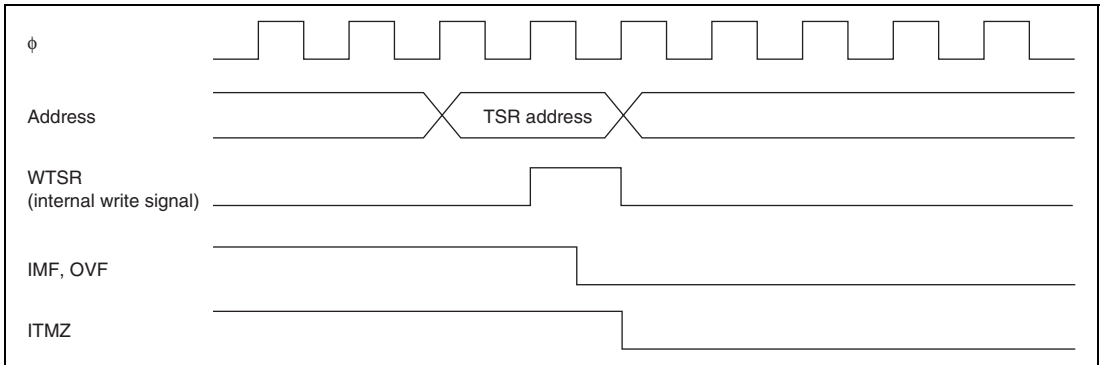 ϕ
Address
TSR address
WTSR
(internal write signal)
IMF, OVF
ITMZ